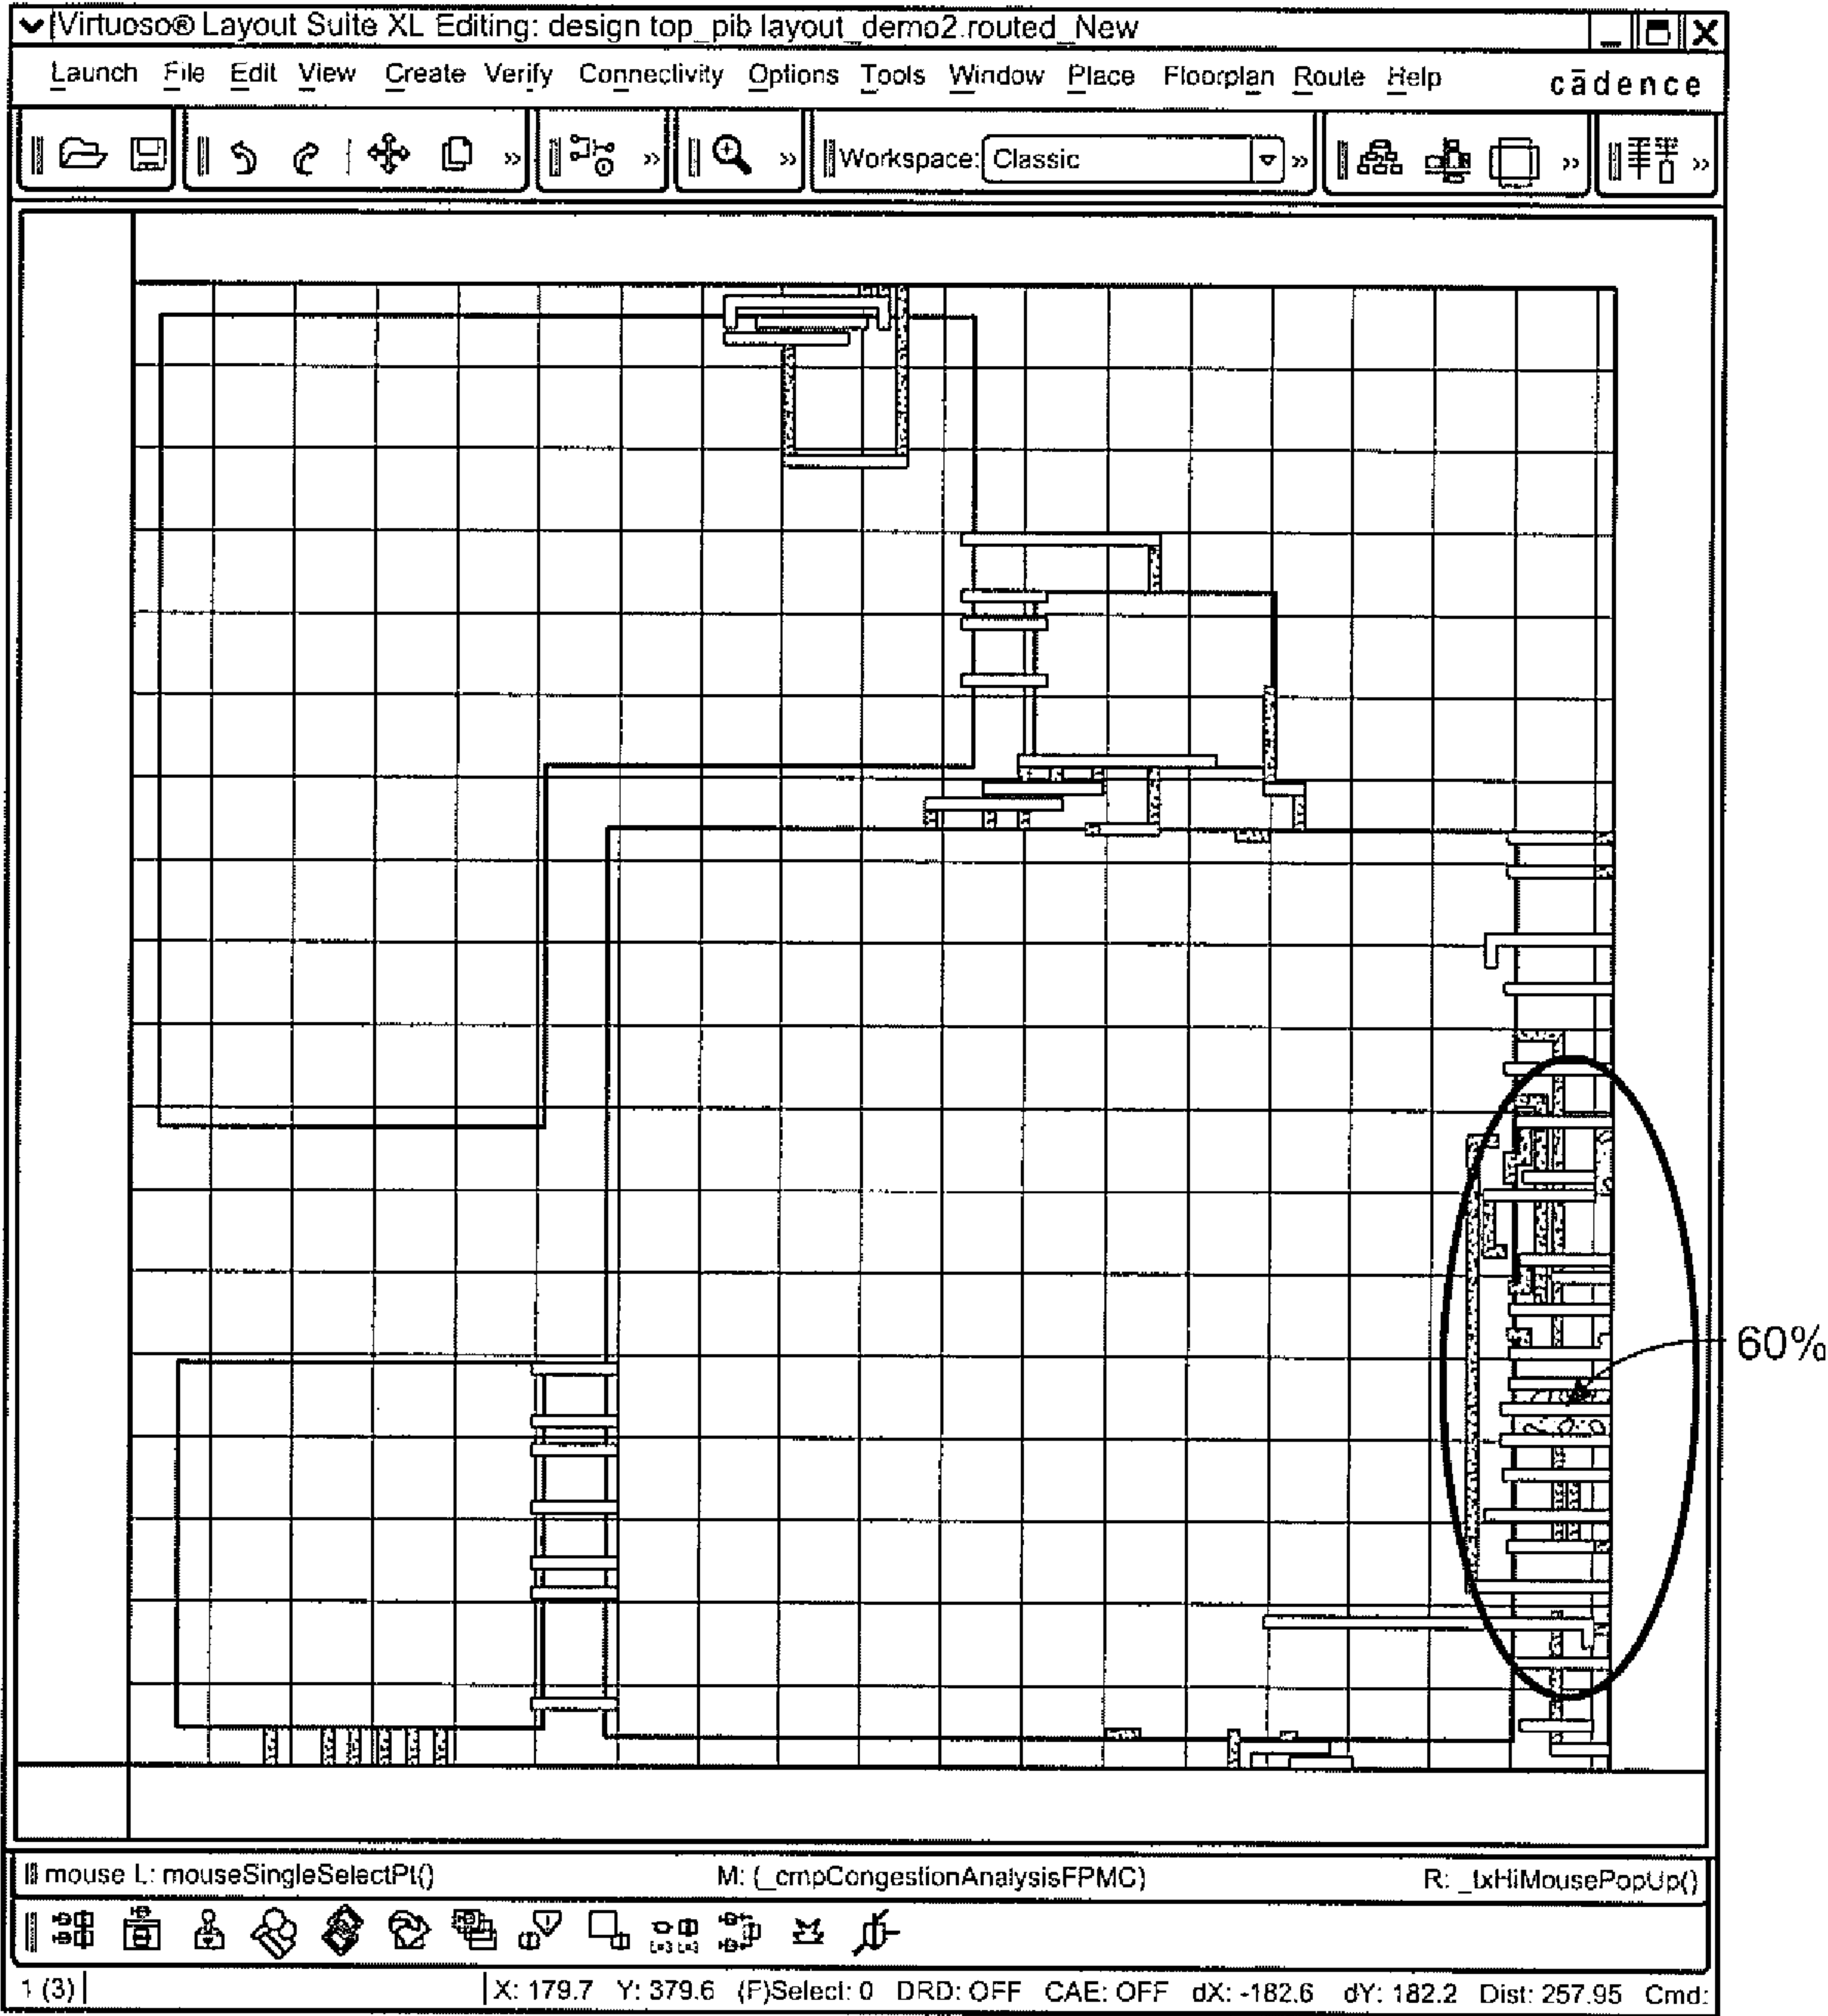 Virtuoso® Layout Suite XL Editing: design top_pib layout_demo2.routed_New
Launch File Edit View Create Verify Connectivity Options Tools Window Place Floorplan Route Help cādence
Workspace: Classic
60%
mouse L: mouseSingleSelectPt() M: (_cmpCongestionAnalysisFPMC) R: _lxHiMousePopUp()
1 (3) X: 179.7 Y: 379.6 (F)Select: 0 DRD: OFF CAE: OFF dX: -182.6 dY: 182.2 Dist: 257.95 Cmd: